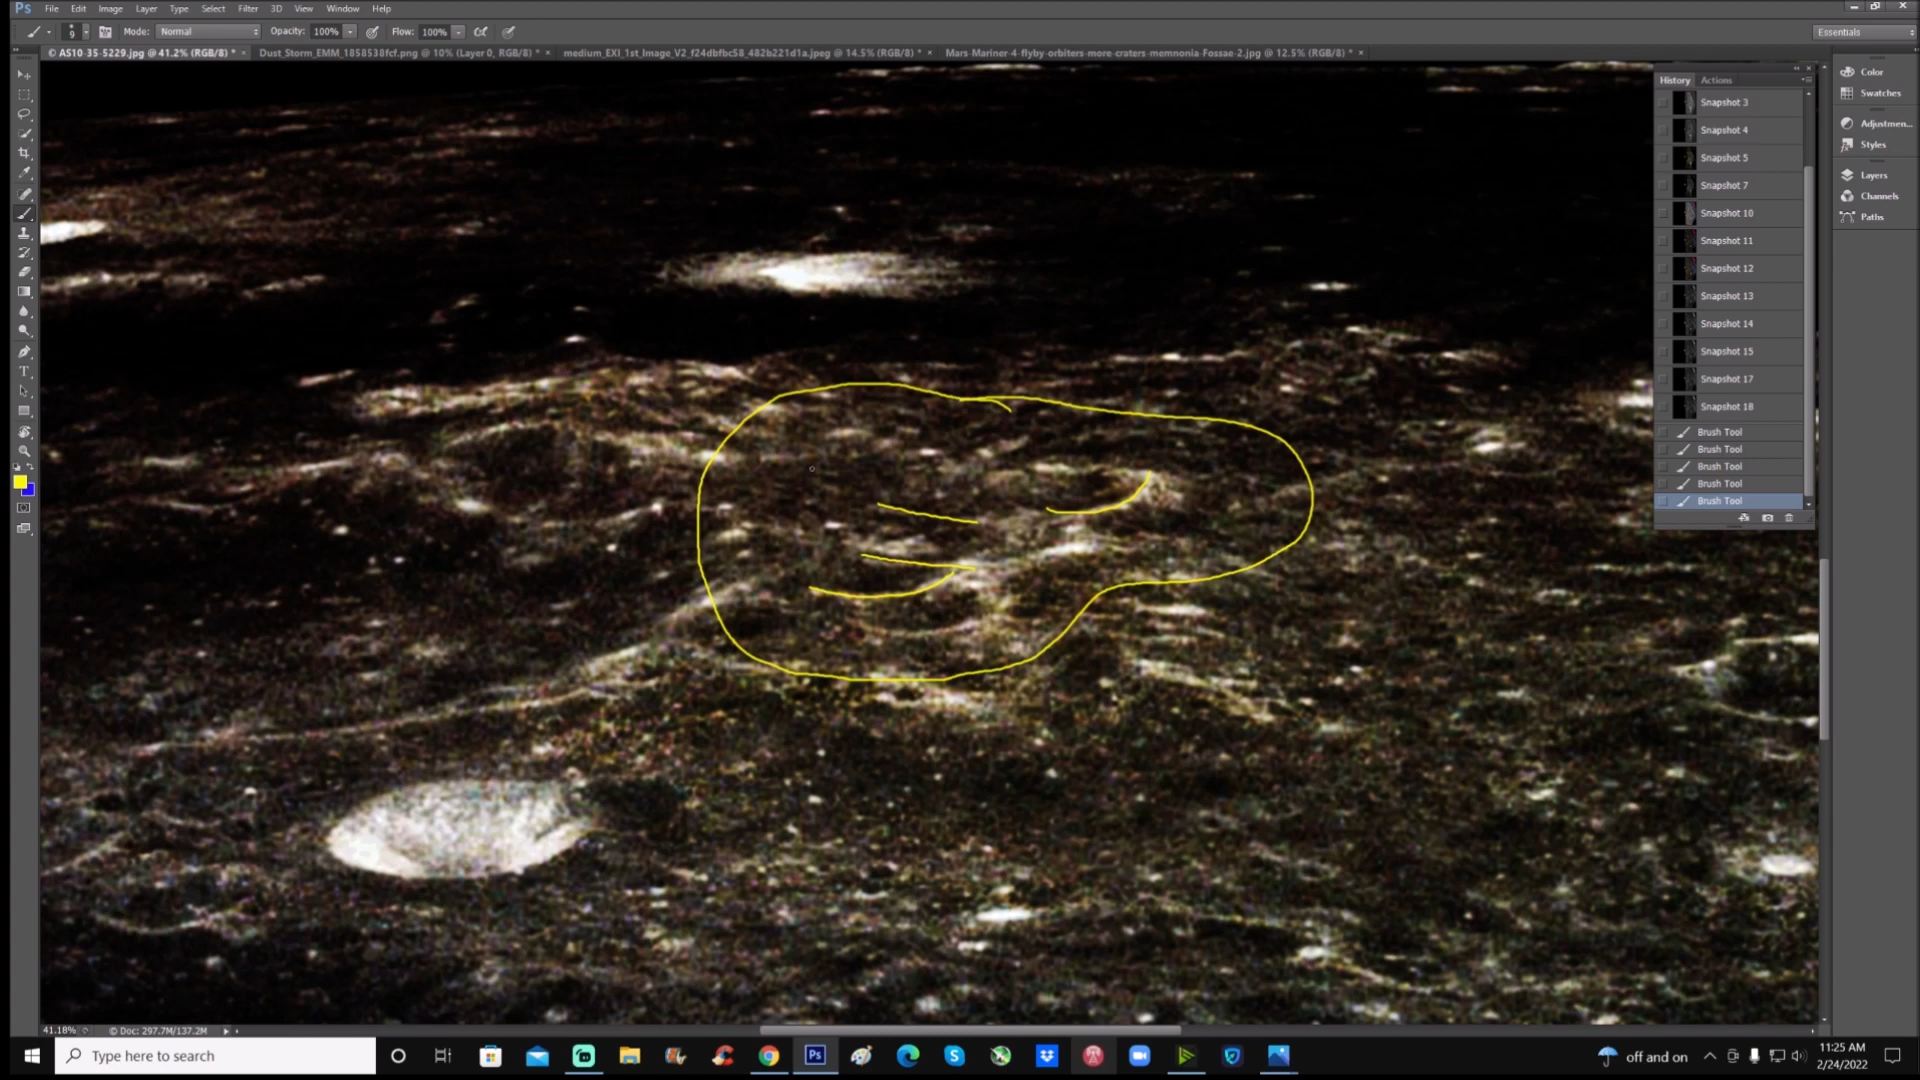 Ps File Edit Image Layer Type Select Filter 3D View Window Help
9 Mode: Normal Opacity: 100% Flow: 100% Essentials
© AS10-35-5229.jpg @ 41.2% (RGB/8) * × Dust_Storm_EMM_1858538fcf.png @ 10% (Layer 0, RGB/8) * × medium_EXI_1st_Image_V2_f24dbfbc58_482b221d1a.jpeg @ 14.5% (RGB/8) * × Mars-Mariner-4-flyby-orbiters-more-craters-memnonia-Fossae-2.jpg @ 12.5% (RGB/8) * ×
History Actions
Snapshot 3
Snapshot 4
Snapshot 5
Snapshot 7
Snapshot 10
Snapshot 11
Snapshot 12
Snapshot 13
Snapshot 14
Snapshot 15
Snapshot 17
Snapshot 18
Brush Tool
Brush Tool
Brush Tool
Brush Tool
Brush Tool
Color
Swatches
Adjustmen...
Styles
Layers
Channels
Paths
41.18% © Doc: 297.7M/137.2M
Type here to search
Ps
off and on
11:25 AM
2/24/2022